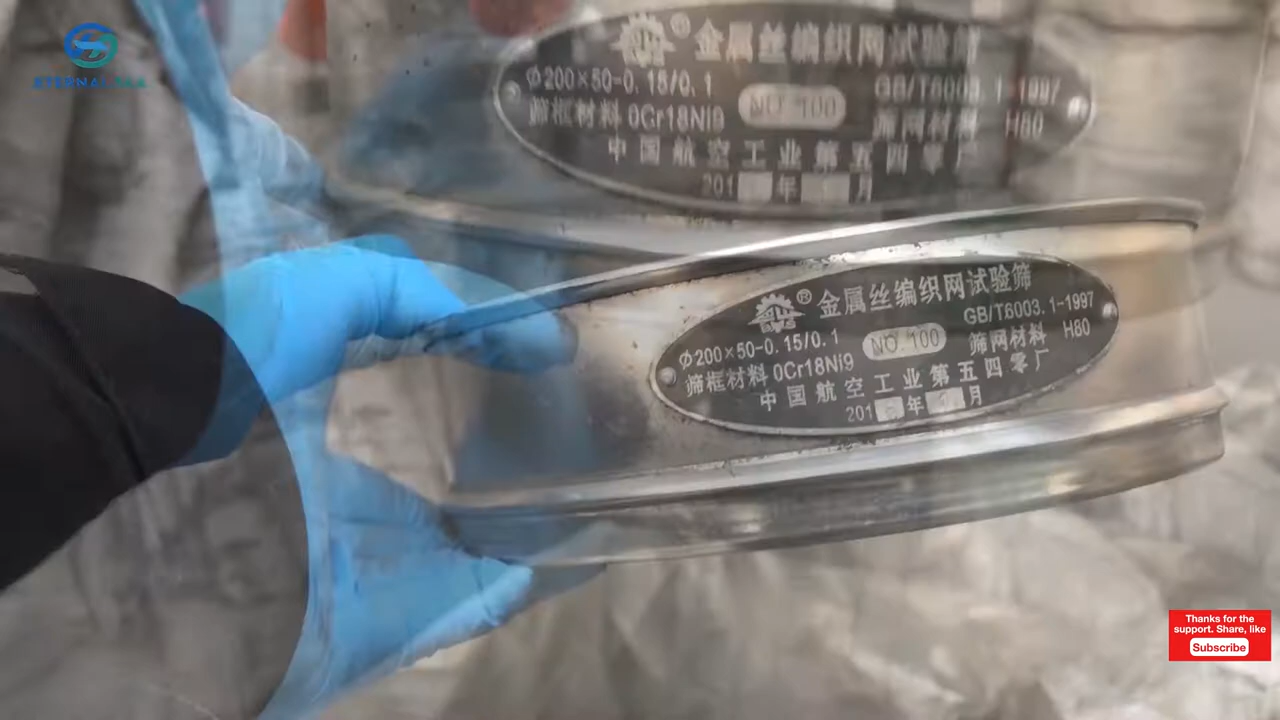 ETERNAL PAA
® 金属丝编织网试验筛
Φ200×50-0.15/0.1 NO.100 GB/T6003.1-1997
筛框材料 0Cr18Ni9 筛网材料 H80
中国航空工业第五四零厂
201 年 月
® 金属丝编织网试验筛
Φ200×50-0.15/0.1 NO.100 GB/T6003.1-1997
筛框材料 0Cr18Ni9 筛网材料 H80
中国航空工业第五四零厂
201 年 月
Thanks for the
support. Share, like
Subscribe